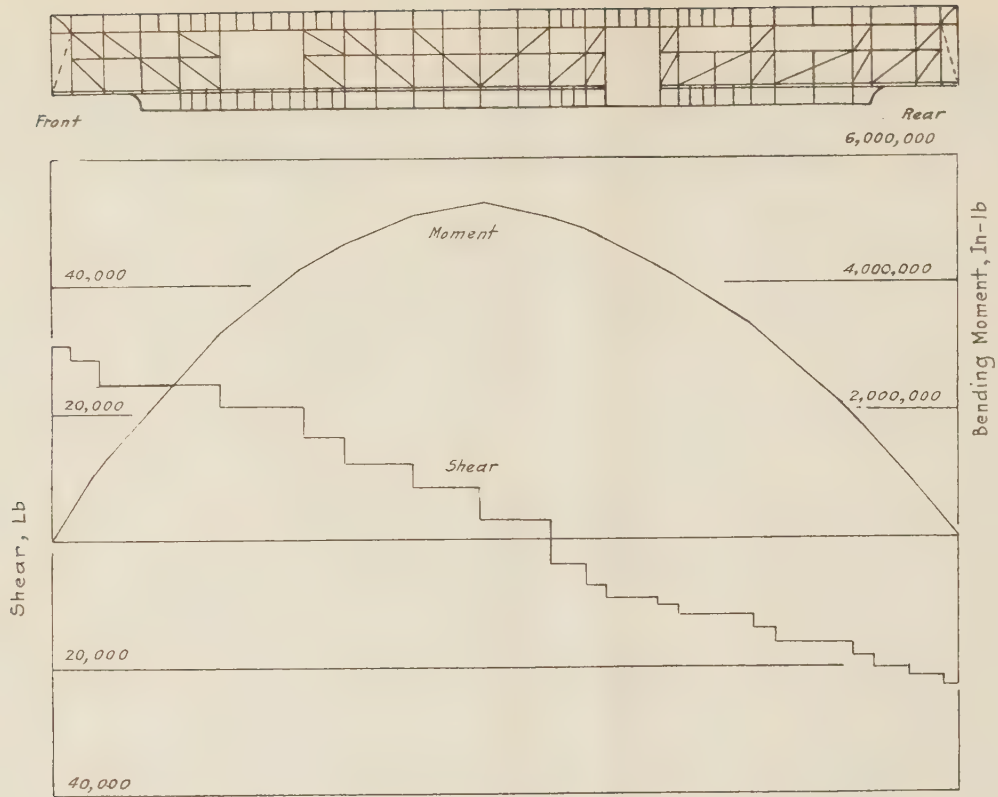 Front
Rear
6,000,000
Moment
40,000
4,000,000
20,000
2,000,000
Shear
20,000
40,000
Shear, Lb
Bending Moment, In-lb